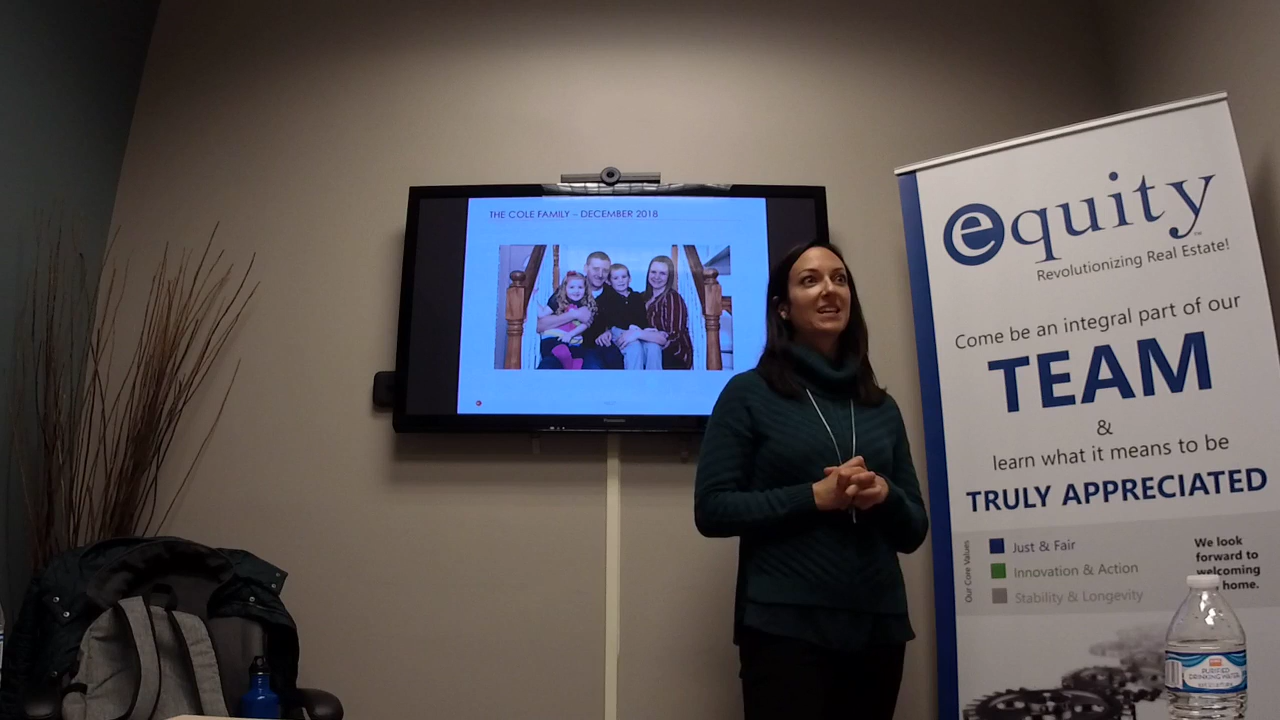 THE COLE FAMILY – DECEMBER 2018
Panasonic
equity
Revolutionizing Real Estate!
Come be an integral part of our
TEAM
&
learn what it means to be
TRULY APPRECIATED
Our Core Values
Just & Fair
Innovation & Action
Stability & Longevity
We look
forward to
welcoming
home.
PURIFIED
DRINKING WATER